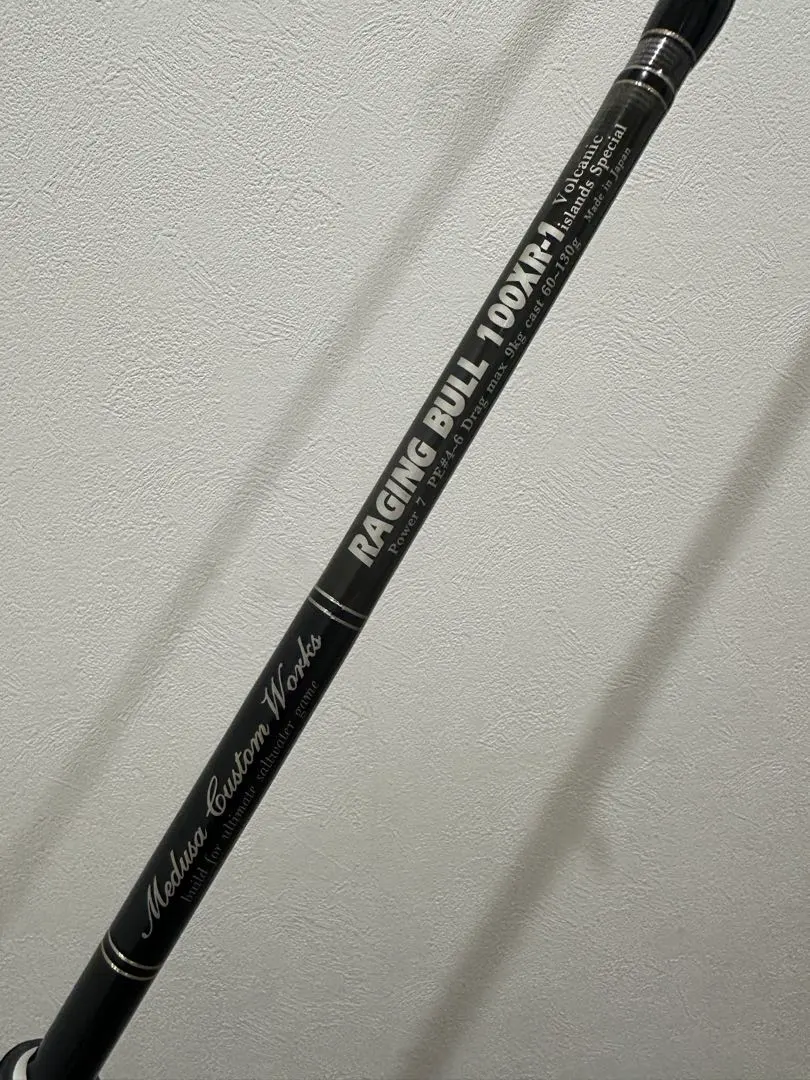 RAGING BULL 100XR-1 Volcanic
islands Special
Power 7 PE#4-6 Drag max 9kg cast 60~130g Made in Japan
Medusa Custom Works
build for ultimate saltwater game